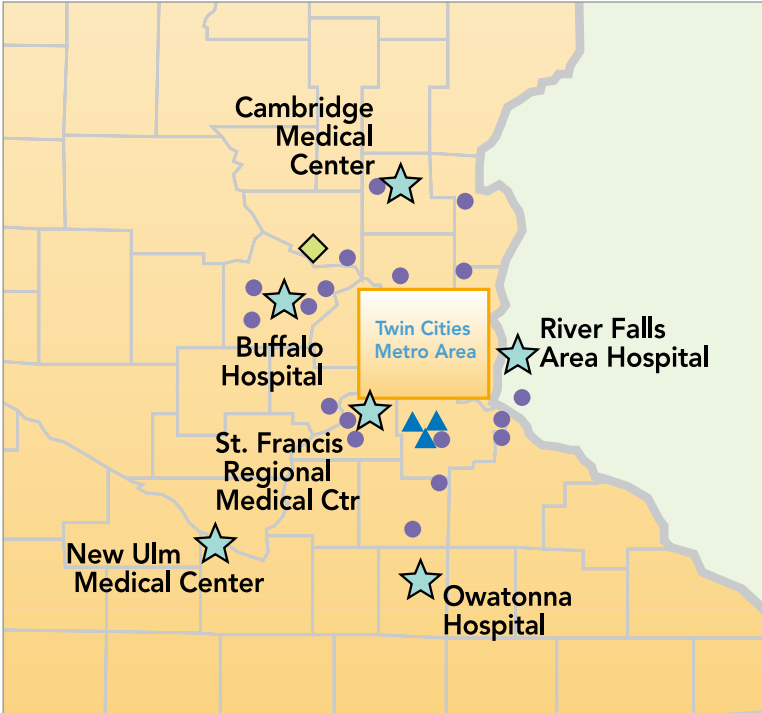 Cambridge
Medical
Center
Twin Cities
Metro Area
River Falls
Area Hospital
Buffalo
Hospital
St. Francis
Regional
Medical Ctr
New Ulm
Medical Center
Owatonna
Hospital